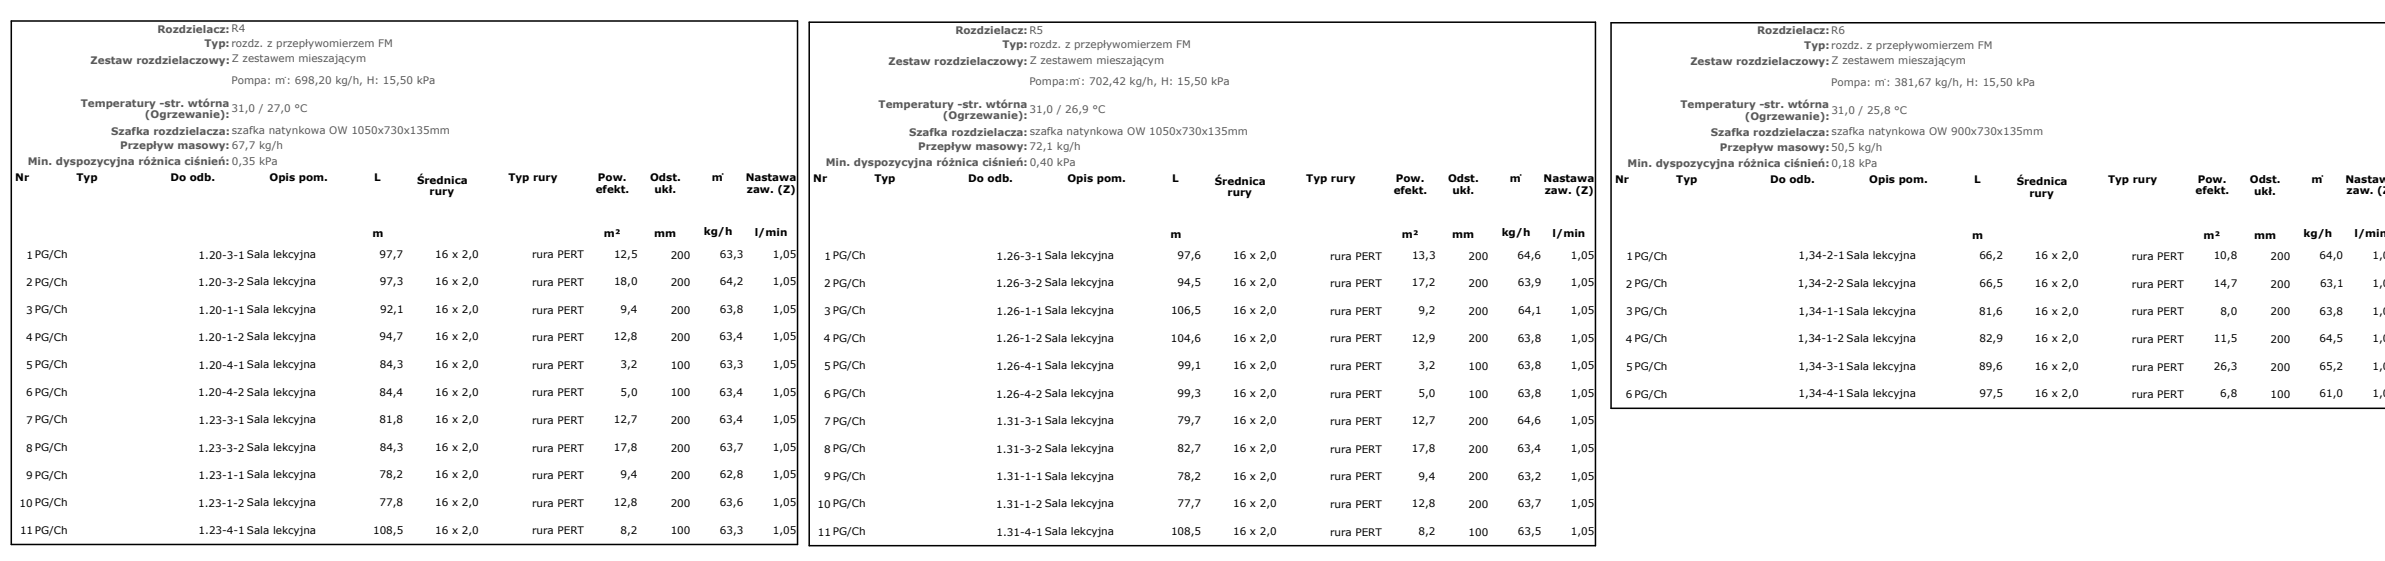 Rozdzielacz: R4
Typ: rozdz. z przepływomierzem FM
Zestaw rozdzielaczowy: Z zestawem mieszającym
Pompa: ṁ: 698,20 kg/h, H: 15,50 kPa
Temperatury -str. wtórna (Ogrzewanie): 31,0 / 27,0 °C
Szafka rozdzielacza: szafka natynkowa OW 1050x730x135mm
Przepływ masowy: 67,7 kg/h
Min. dyspozycyjna różnica ciśnień: 0,35 kPa
Nr Typ Do odb. Opis pom. L Średnica rury Typ rury Pow. efekt. Odst. ukł. ṁ Nastawa zaw. (Z)
m m² mm kg/h l/min
1 PG/Ch 1.20-3-1 Sala lekcyjna 97,7 16 x 2,0 rura PERT 12,5 200 63,3 1,05
2 PG/Ch 1.20-3-2 Sala lekcyjna 97,3 16 x 2,0 rura PERT 18,0 200 64,2 1,05
3 PG/Ch 1.20-1-1 Sala lekcyjna 92,1 16 x 2,0 rura PERT 9,4 200 63,8 1,05
4 PG/Ch 1.20-1-2 Sala lekcyjna 94,7 16 x 2,0 rura PERT 12,8 200 63,4 1,05
5 PG/Ch 1.20-4-1 Sala lekcyjna 84,3 16 x 2,0 rura PERT 3,2 100 63,3 1,05
6 PG/Ch 1.20-4-2 Sala lekcyjna 84,4 16 x 2,0 rura PERT 5,0 100 63,4 1,05
7 PG/Ch 1.23-3-1 Sala lekcyjna 81,8 16 x 2,0 rura PERT 12,7 200 63,4 1,05
8 PG/Ch 1.23-3-2 Sala lekcyjna 84,3 16 x 2,0 rura PERT 17,8 200 63,7 1,05
9 PG/Ch 1.23-1-1 Sala lekcyjna 78,2 16 x 2,0 rura PERT 9,4 200 62,8 1,05
10 PG/Ch 1.23-1-2 Sala lekcyjna 77,8 16 x 2,0 rura PERT 12,8 200 63,6 1,05
11 PG/Ch 1.23-4-1 Sala lekcyjna 108,5 16 x 2,0 rura PERT 8,2 100 63,3 1,05
Rozdzielacz: R5
Typ: rozdz. z przepływomierzem FM
Zestaw rozdzielaczowy: Z zestawem mieszającym
Pompa:ṁ: 702,42 kg/h, H: 15,50 kPa
Temperatury -str. wtórna (Ogrzewanie): 31,0 / 26,9 °C
Szafka rozdzielacza: szafka natynkowa OW 1050x730x135mm
Przepływ masowy: 72,1 kg/h
Min. dyspozycyjna różnica ciśnień: 0,40 kPa
Nr Typ Do odb. Opis pom. L Średnica rury Typ rury Pow. efekt. Odst. ukł. ṁ Nastawa zaw. (Z)
m m² mm kg/h l/min
1 PG/Ch 1.26-3-1 Sala lekcyjna 97,6 16 x 2,0 rura PERT 13,3 200 64,6 1,05
2 PG/Ch 1.26-3-2 Sala lekcyjna 94,5 16 x 2,0 rura PERT 17,2 200 63,9 1,05
3 PG/Ch 1.26-1-1 Sala lekcyjna 106,5 16 x 2,0 rura PERT 9,2 200 64,1 1,05
4 PG/Ch 1.26-1-2 Sala lekcyjna 104,6 16 x 2,0 rura PERT 12,9 200 63,8 1,05
5 PG/Ch 1.26-4-1 Sala lekcyjna 99,1 16 x 2,0 rura PERT 3,2 100 63,8 1,05
6 PG/Ch 1.26-4-2 Sala lekcyjna 99,3 16 x 2,0 rura PERT 5,0 100 63,8 1,05
7 PG/Ch 1.31-3-1 Sala lekcyjna 79,7 16 x 2,0 rura PERT 12,7 200 64,6 1,05
8 PG/Ch 1.31-3-2 Sala lekcyjna 82,7 16 x 2,0 rura PERT 17,8 200 63,4 1,05
9 PG/Ch 1.31-1-1 Sala lekcyjna 78,2 16 x 2,0 rura PERT 9,4 200 63,2 1,05
10 PG/Ch 1.31-1-2 Sala lekcyjna 77,7 16 x 2,0 rura PERT 12,8 200 63,7 1,05
11 PG/Ch 1.31-4-1 Sala lekcyjna 108,5 16 x 2,0 rura PERT 8,2 100 63,5 1,05
Rozdzielacz: R6
Typ: rozdz. z przepływomierzem FM
Zestaw rozdzielaczowy: Z zestawem mieszającym
Pompa: ṁ: 381,67 kg/h, H: 15,50 kPa
Temperatury -str. wtórna (Ogrzewanie): 31,0 / 25,8 °C
Szafka rozdzielacza: szafka natynkowa OW 900x730x135mm
Przepływ masowy: 50,5 kg/h
Min. dyspozycyjna różnica ciśnień: 0,18 kPa
Nr Typ Do odb. Opis pom. L Średnica rury Typ rury Pow. efekt. Odst. ukł. ṁ zaw.
m m² mm kg/h
1 PG/Ch 1,34-2-1 Sala lekcyjna 66,2 16 x 2,0 rura PERT 10,8 200 64,0
2 PG/Ch 1,34-2-2 Sala lekcyjna 66,5 16 x 2,0 rura PERT 14,7 200 63,1
3 PG/Ch 1,34-1-1 Sala lekcyjna 81,6 16 x 2,0 rura PERT 8,0 200 63,8
4 PG/Ch 1,34-1-2 Sala lekcyjna 82,9 16 x 2,0 rura PERT 11,5 200 64,5
5 PG/Ch 1,34-3-1 Sala lekcyjna 89,6 16 x 2,0 rura PERT 26,3 200 65,2
6 PG/Ch 1,34-4-1 Sala lekcyjna 97,5 16 x 2,0 rura PERT 6,8 100 61,0